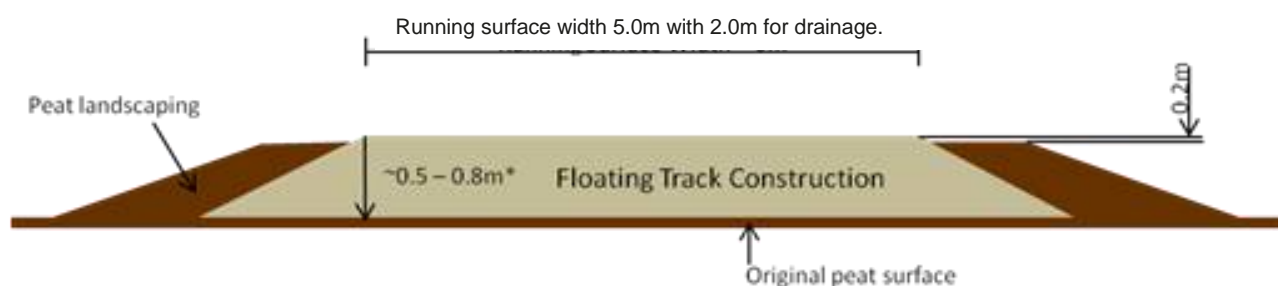 Running surface width 5.0m with 2.0m for drainage.
Peat landscaping
0.2m
~0.5 – 0.8m*
Floating Track Construction
Original peat surface